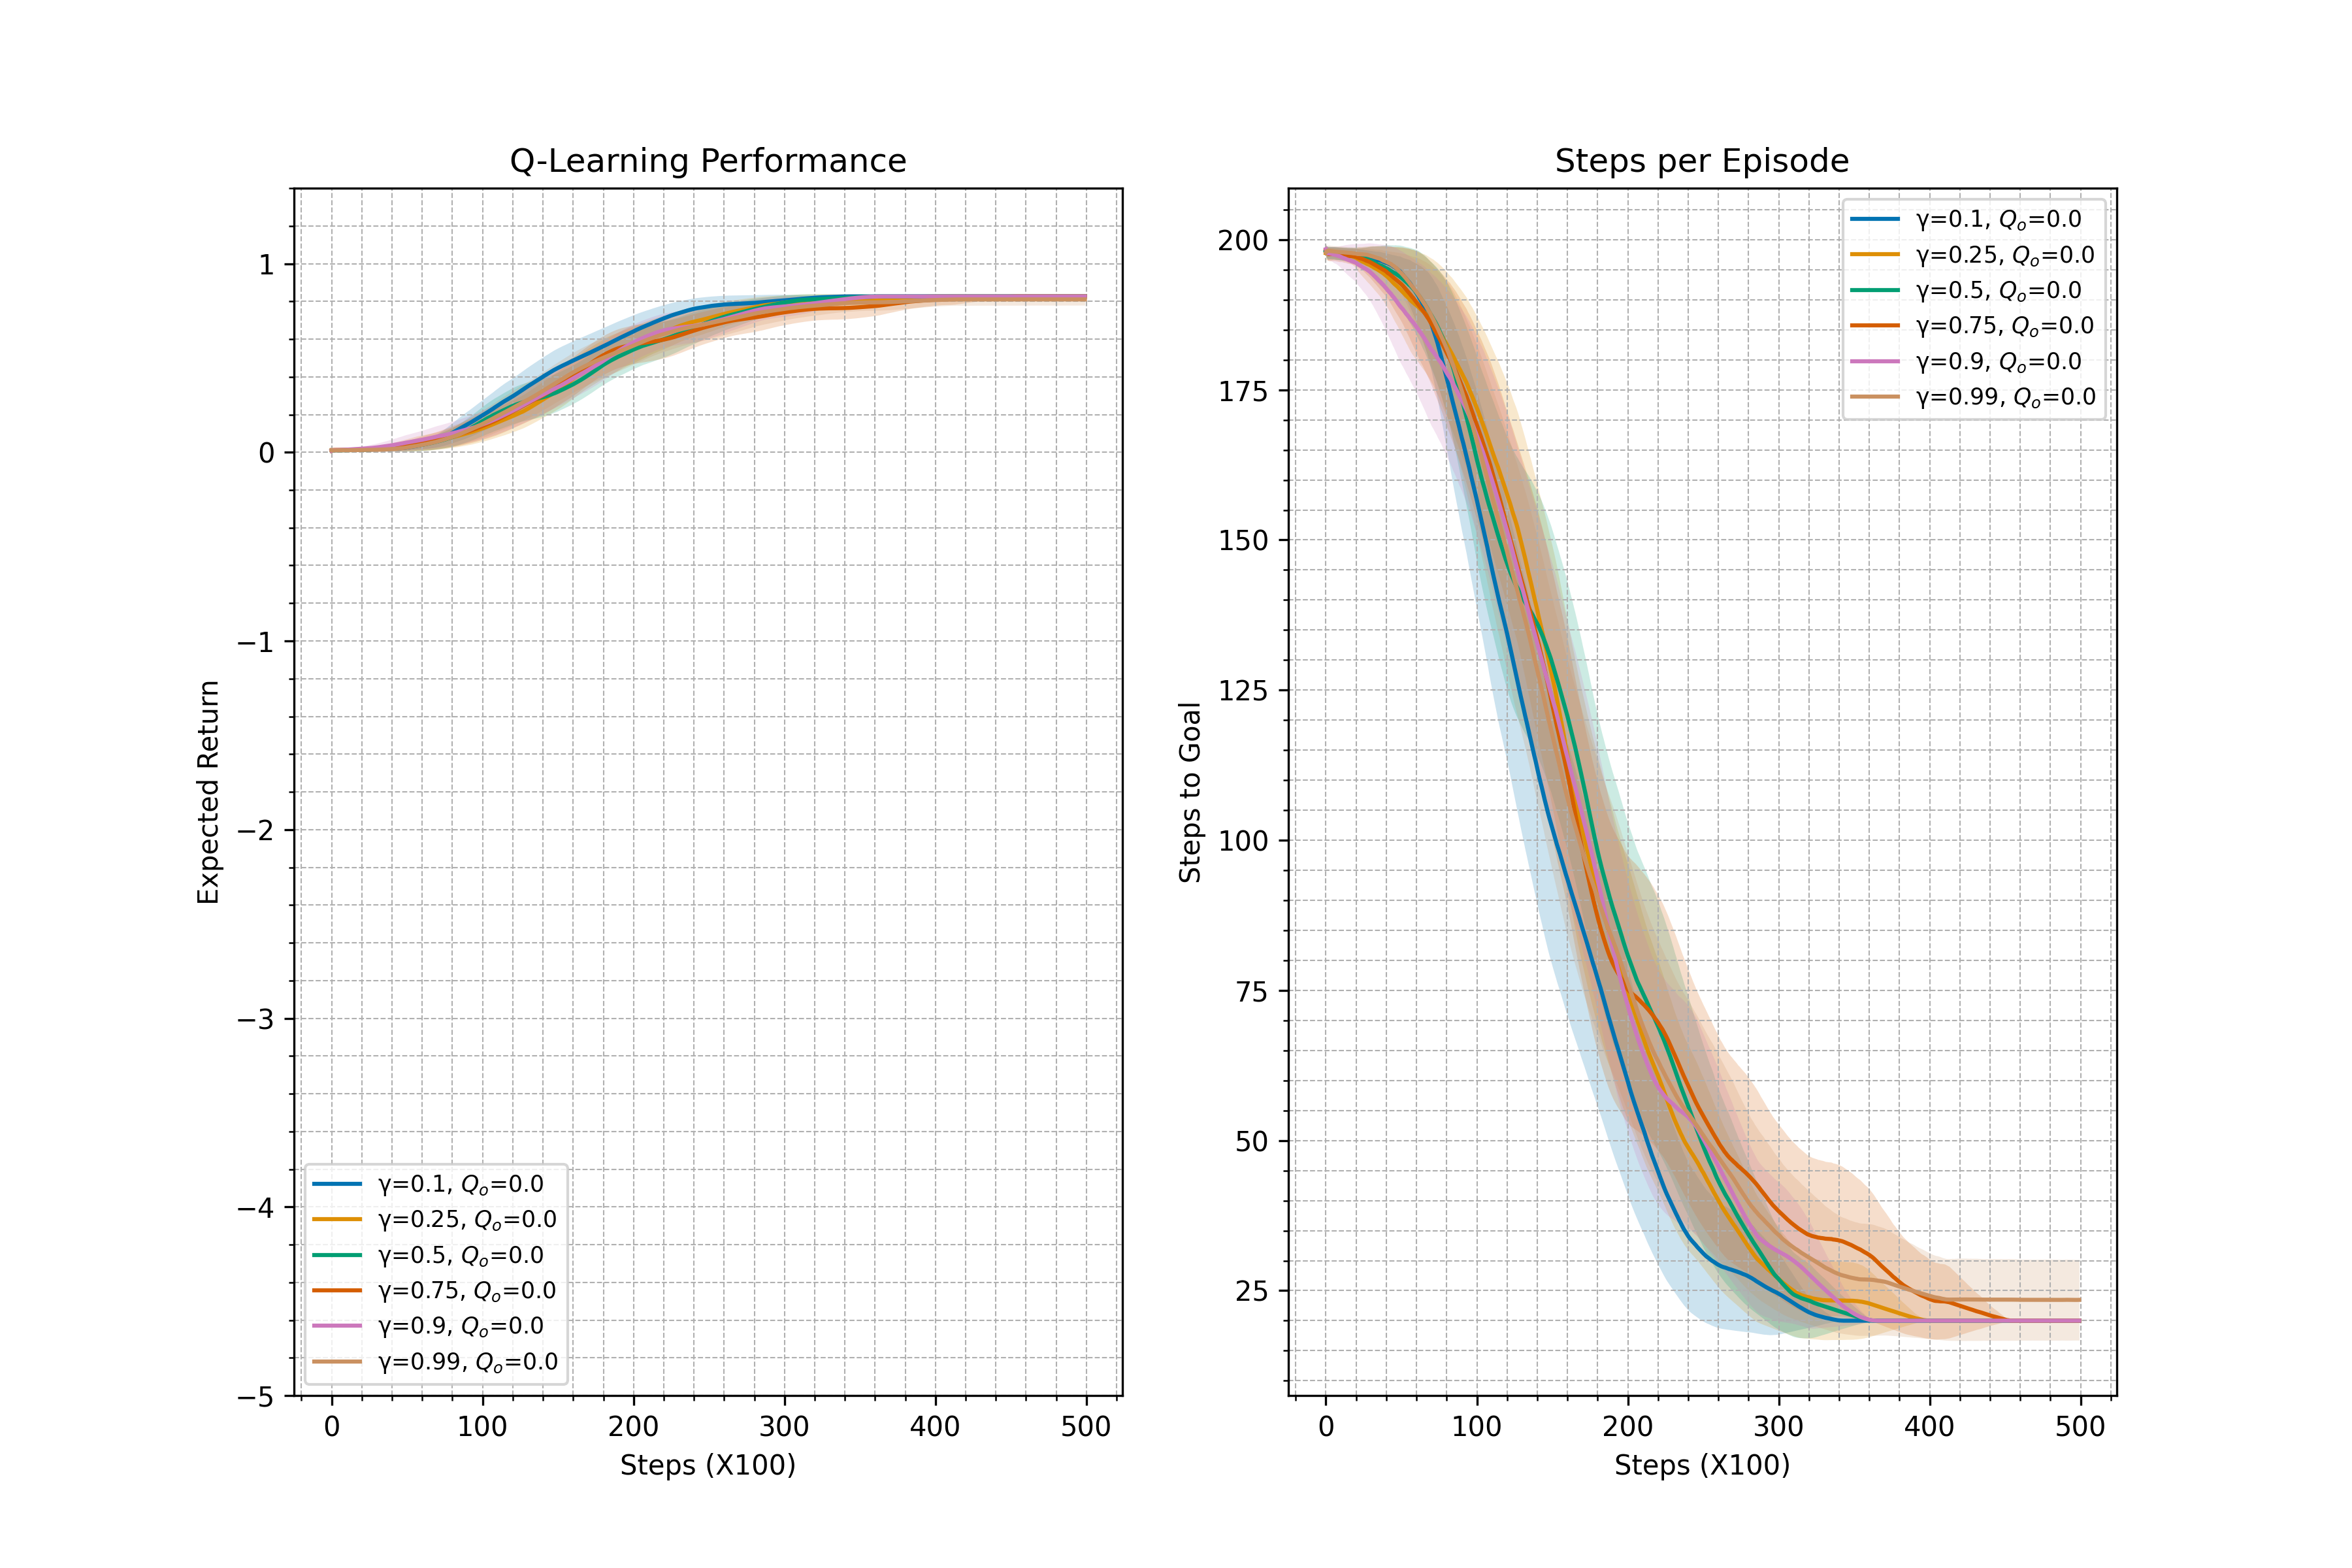 Q-Learning Performance
Expected Return
1
0
−1
−2
−3
−4
−5
γ=0.1, Qₒ=0.0
γ=0.25, Qₒ=0.0
γ=0.5, Qₒ=0.0
γ=0.75, Qₒ=0.0
γ=0.9, Qₒ=0.0
γ=0.99, Qₒ=0.0
0 100 200 300 400 500
Steps (X100)
Steps per Episode
Steps to Goal
200
175
150
125
100
75
50
25
γ=0.1, Qₒ=0.0
γ=0.25, Qₒ=0.0
γ=0.5, Qₒ=0.0
γ=0.75, Qₒ=0.0
γ=0.9, Qₒ=0.0
γ=0.99, Qₒ=0.0
0 100 200 300 400 500
Steps (X100)